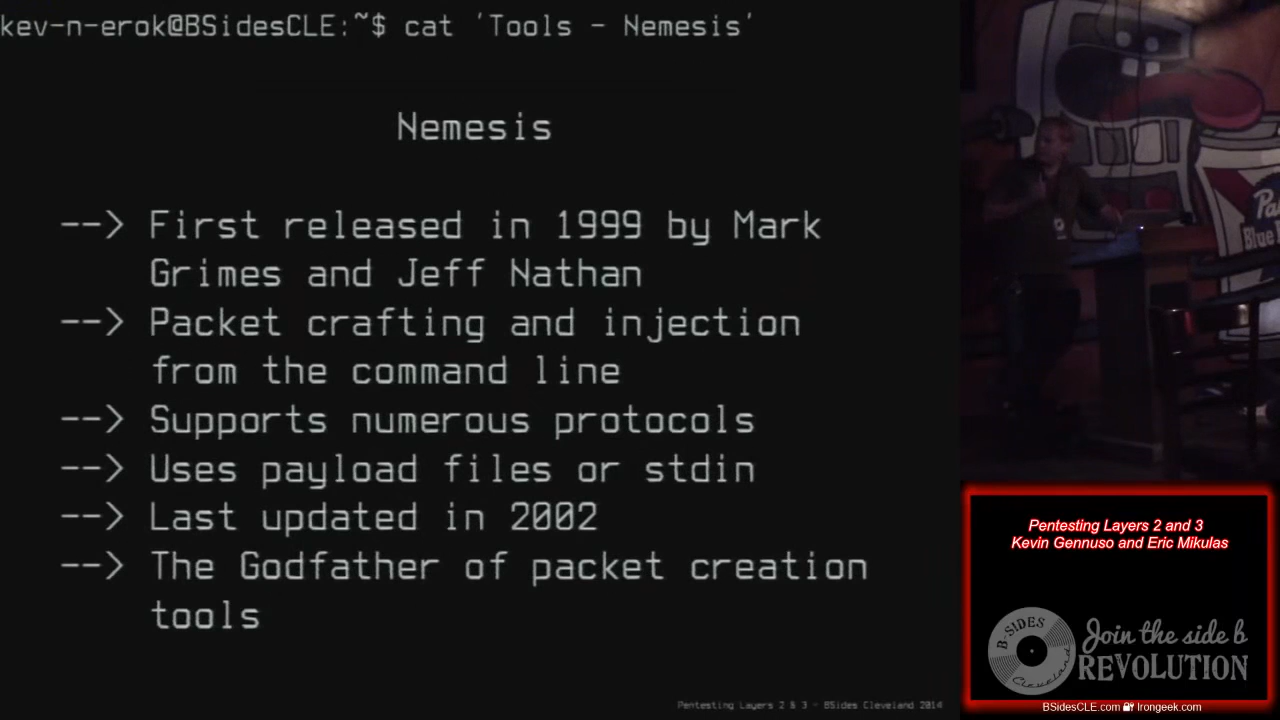 kev-n-erok@BSidesCLE:~$ cat 'Tools - Nemesis'
Nemesis
--> First released in 1999 by Mark
Grimes and Jeff Nathan
--> Packet crafting and injection
from the command line
--> Supports numerous protocols
--> Uses payload files or stdin
--> Last updated in 2002
--> The Godfather of packet creation
tools
Pentesting Layers 2 & 3 - BSides Cleveland 2014
Blue
Pentesting Layers 2 and 3
Kevin Gennuso and Eric Mikulas
B-SIDES
Cleveland
Join the side b
REVOLUTION
BSidesCLE.com Irongeek.com